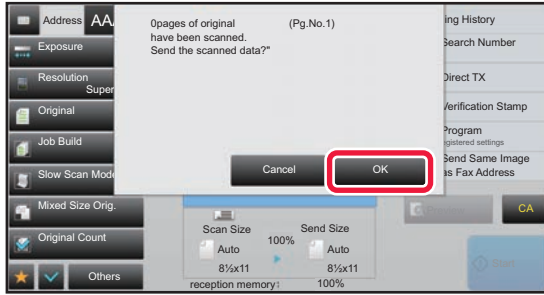 Address AA
Exposure
Resolution
Super
Original
Job Build
Slow Scan Mode
Mixed Size Orig.
Original Count
Others
0pages of original (Pg.No.1)
have been scanned.
Send the scanned data?"
Cancel OK
Scan Size
Send Size
100%
Auto
Auto
8½x11
8½x11
reception memory: 100%
ing History
Search Number
Direct TX
Verification Stamp
Program
egistered settings
Send Same Image
as Fax Address
CA
Start